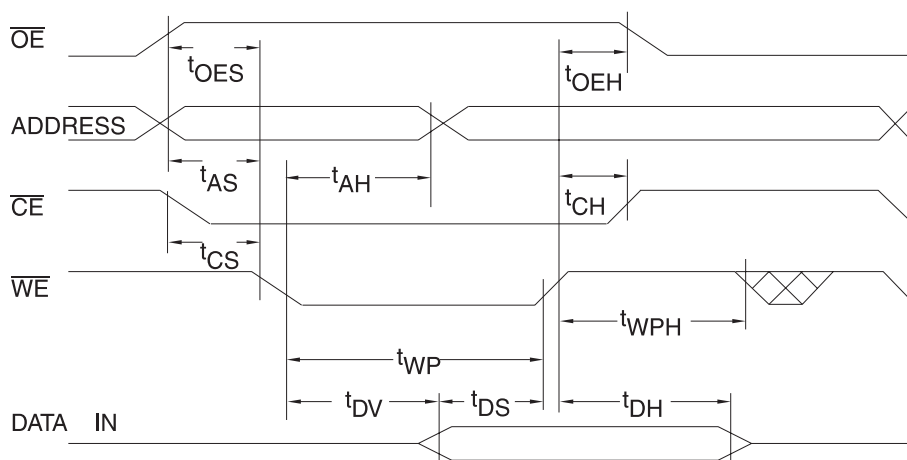 OE
tOES
tOEH
ADDRESS
tAS
tAH
tCH
CE
tCS
WE
tWPH
tWP
tDV
tDS
tDH
DATA IN